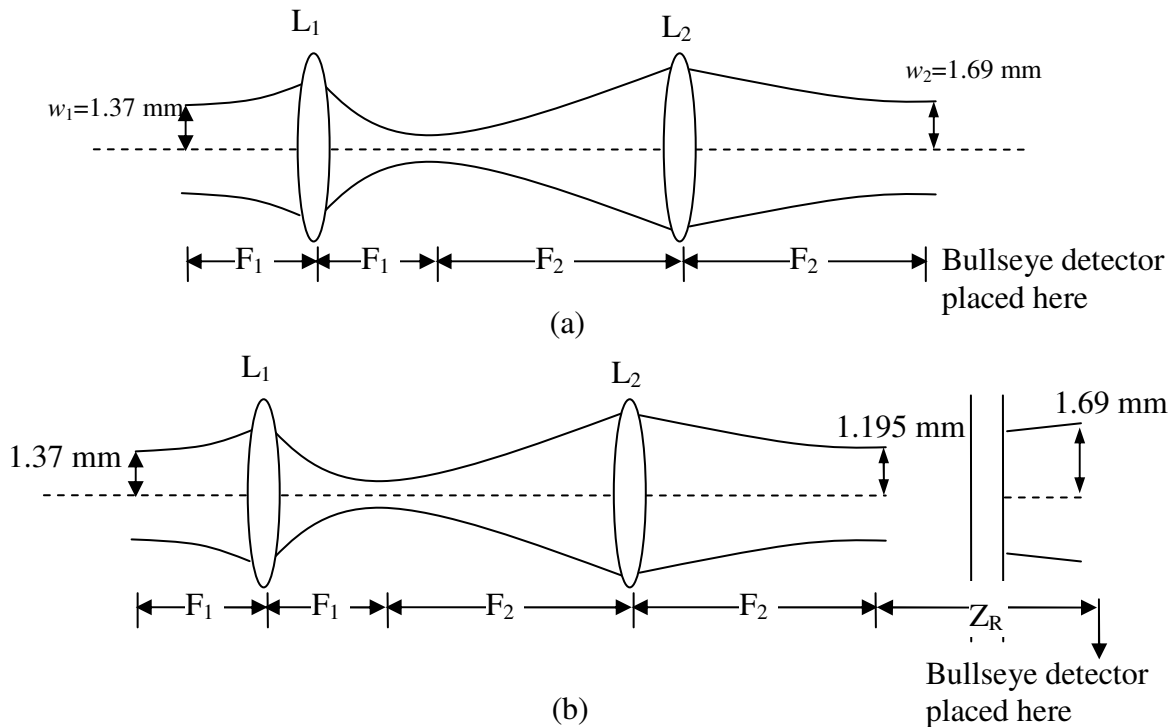 L₁
L₂
w₁=1.37 mm
w₂=1.69 mm
F₁ F₁ F₂ F₂
Bullseye detector
placed here
(a)
L₁
L₂
1.37 mm
1.195 mm
1.69 mm
F₁ F₁ F₂ F₂ Z_R
Bullseye detector
placed here
(b)